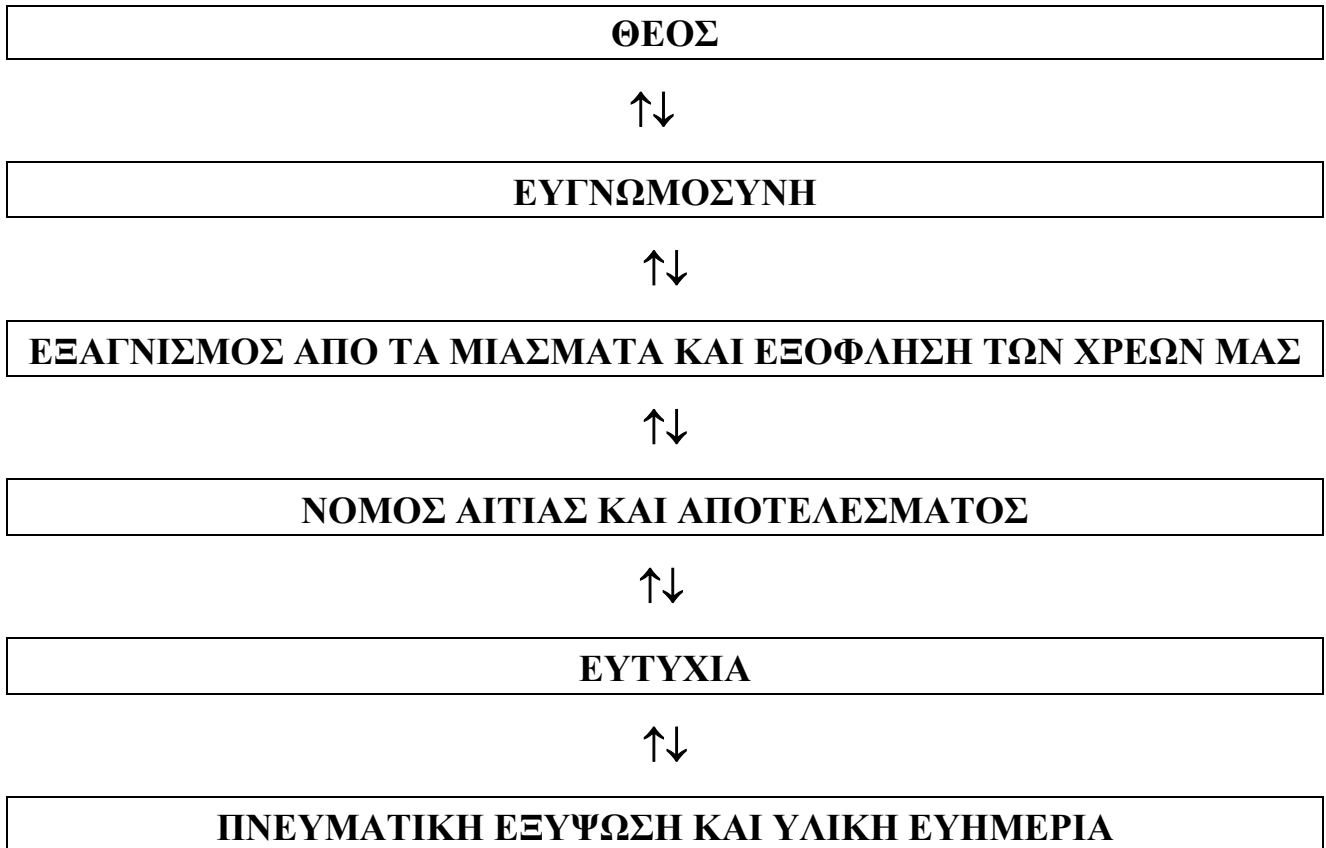 ΘΕΟΣ
↑↓
ΕΥΓΝΩΜΟΣΥΝΗ
↑↓
ΕΞΑΓΝΙΣΜΟΣ ΑΠΟ ΤΑ ΜΙΑΣΜΑΤΑ ΚΑΙ ΕΞΟΦΛΗΣΗ ΤΩΝ ΧΡΕΩΝ ΜΑΣ
↑↓
ΝΟΜΟΣ ΑΙΤΙΑΣ ΚΑΙ ΑΠΟΤΕΛΕΣΜΑΤΟΣ
↑↓
ΕΥΤΥΧΙΑ
↑↓
ΠΝΕΥΜΑΤΙΚΗ ΕΞΥΨΩΣΗ ΚΑΙ ΥΛΙΚΗ ΕΥΗΜΕΡΙΑ